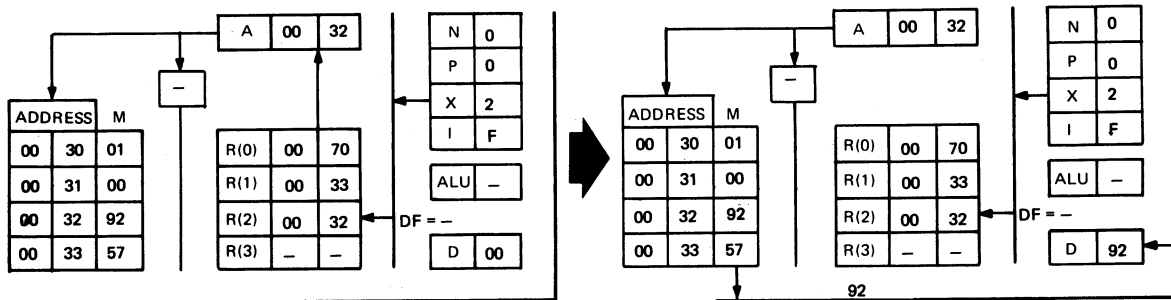 A 00 32
N 0
P 0
X 2
I F
ADDRESS M
00 30 01
00 31 00
00 32 92
00 33 57
R(0) 00 70
R(1) 00 33
R(2) 00 32
R(3) – –
–
ALU –
DF = –
D 00
A 00 32
N 0
P 0
X 2
I F
ADDRESS M
00 30 01
00 31 00
00 32 92
00 33 57
R(0) 00 70
R(1) 00 33
R(2) 00 32
R(3) – –
–
ALU –
DF = –
D 92
92